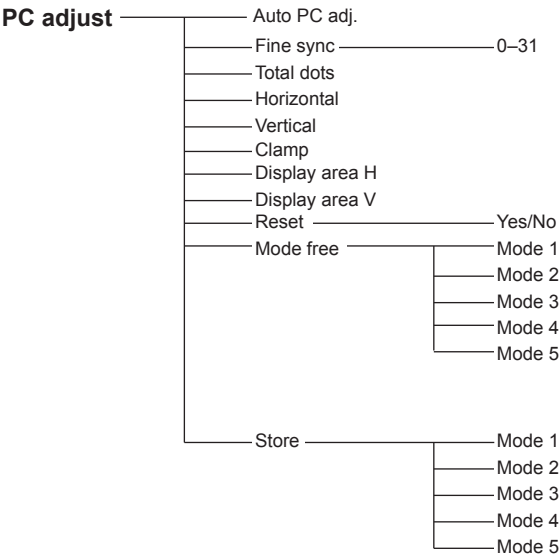 PC adjust
Auto PC adj.
Fine sync 0–31
Total dots
Horizontal
Vertical
Clamp
Display area H
Display area V
Reset Yes/No
Mode free Mode 1
Mode 2
Mode 3
Mode 4
Mode 5
Store Mode 1
Mode 2
Mode 3
Mode 4
Mode 5